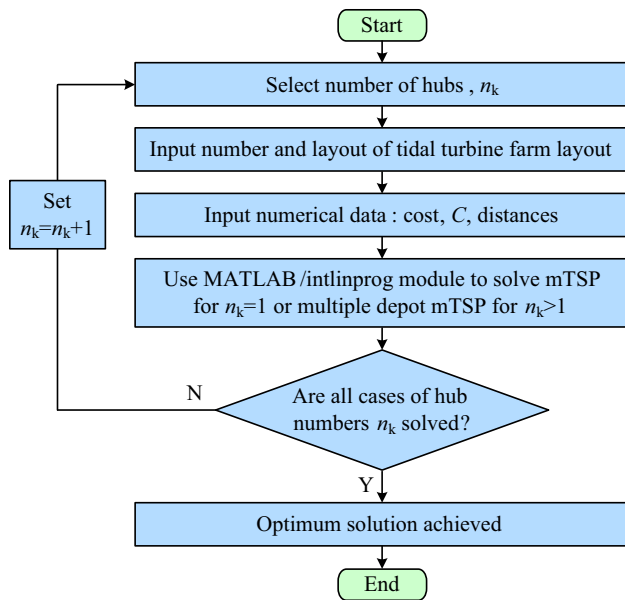 Start
Select number of hubs , nk
Input number and layout of tidal turbine farm layout
Set
nk=nk+1
Input numerical data : cost, C, distances
Use MATLAB/intlinprog module to solve mTSP
for nk=1 or multiple depot mTSP for nk>1
N
Are all cases of hub
numbers nk solved?
Y
Optimum solution achieved
End